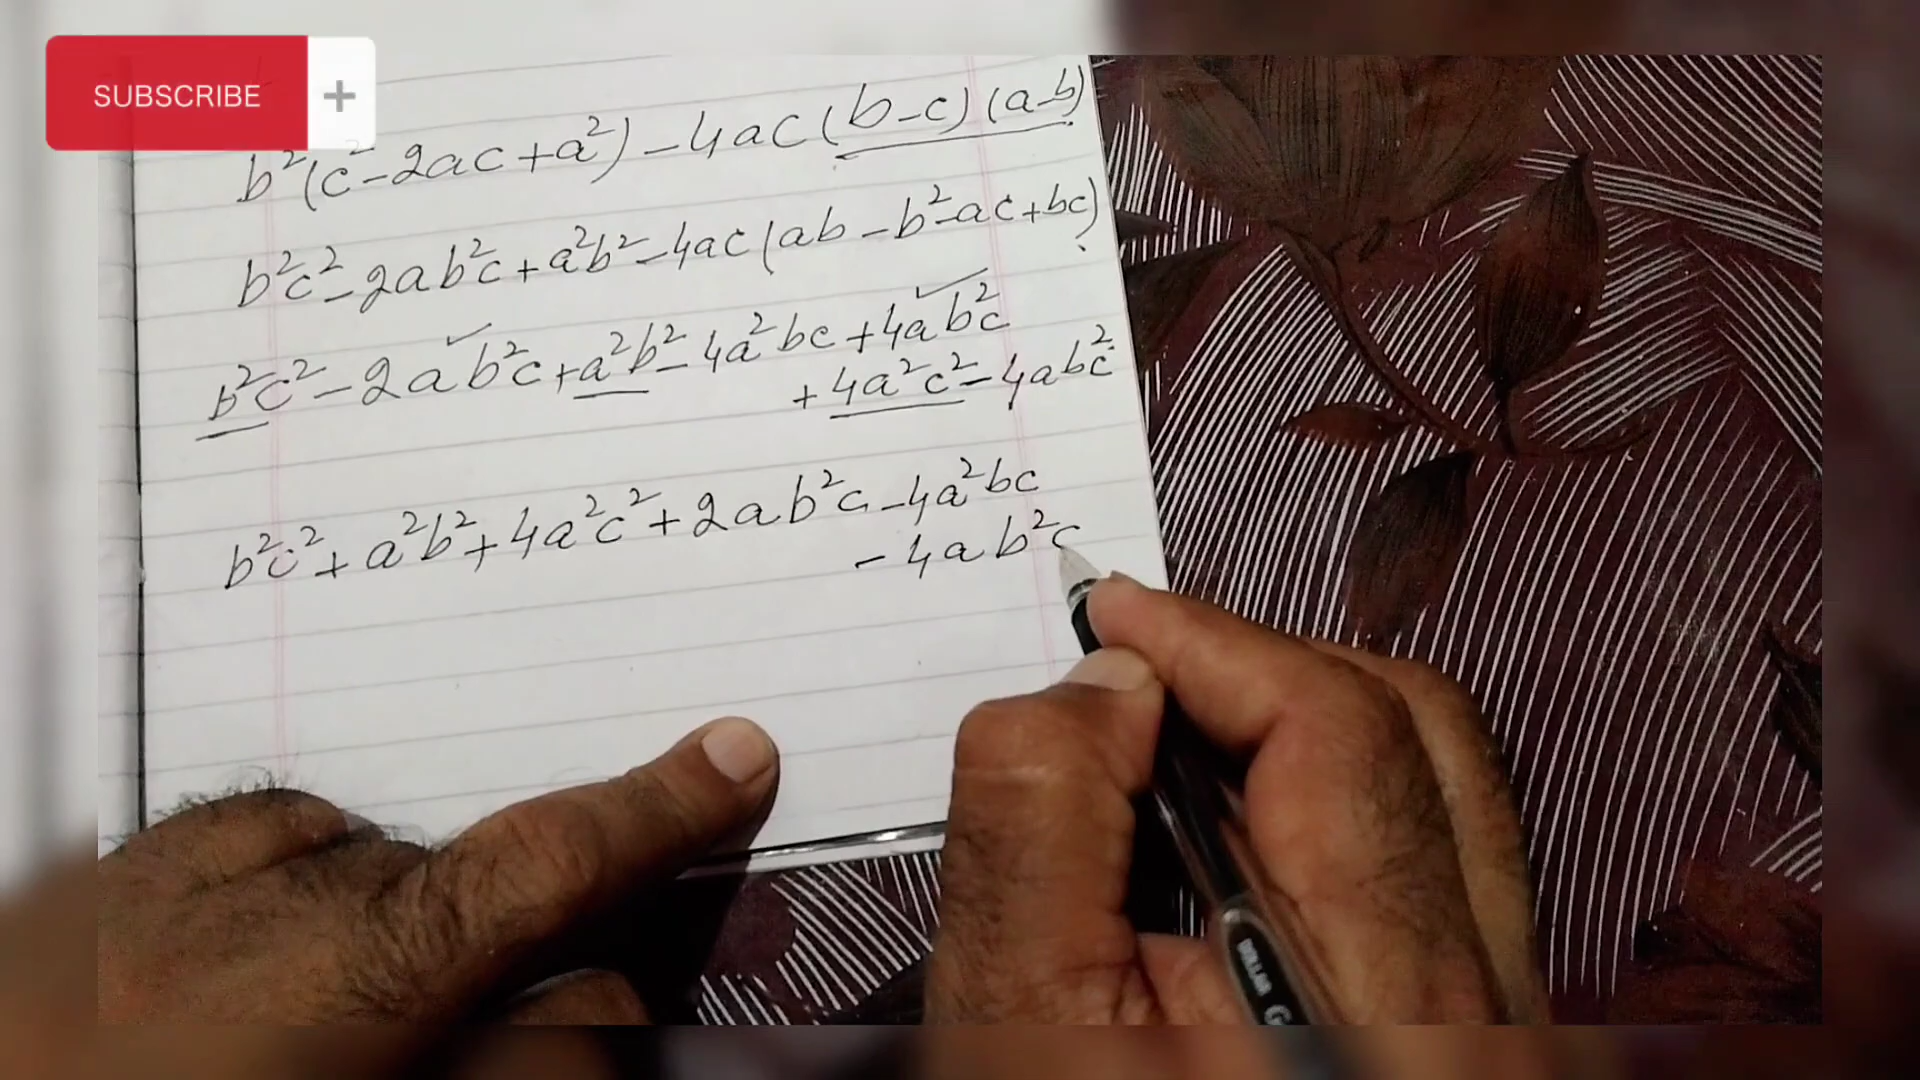 SUBSCRIBE +
b²(c²-2ac+a²)-4ac(b-c)(a-b)
b²c²-2ab²c+a²b²-4ac(ab-b²-ac+bc)
b²c²-2ab²c+a²b²-4a²bc+4ab²c
+4a²c²-4abc²
b²c²+a²b²+4a²c²+2ab²c-4a²bc
-4ab²c
DOLLAR